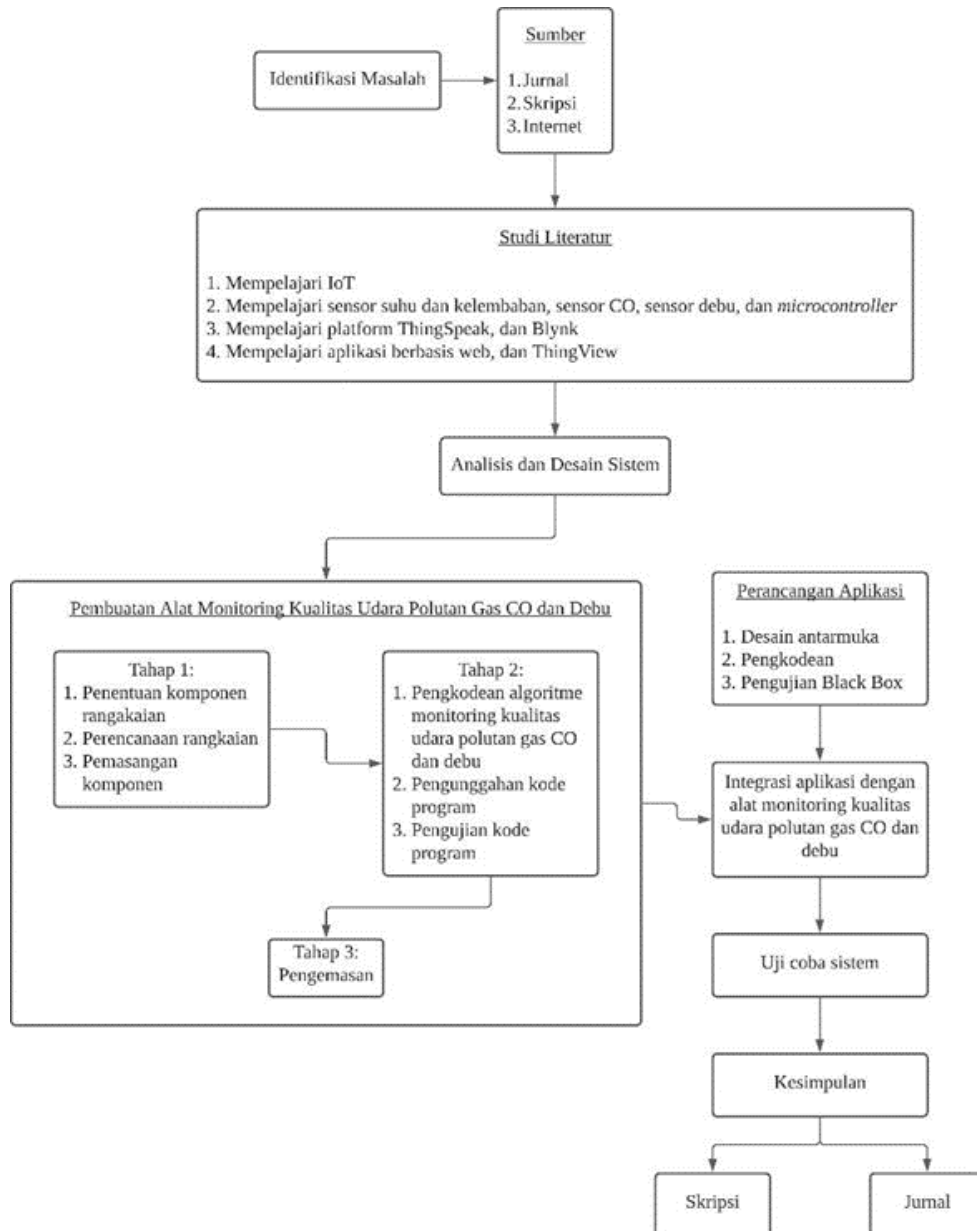 Sumber
Identifikasi Masalah
1. Jurnal
2. Skripsi
3. Internet
Studi Literatur
1. Mempelajari IoT
2. Mempelajari sensor suhu dan kelembaban, sensor CO, sensor debu, dan microcontroller
3. Mempelajari platform ThingSpeak, dan Blynk
4. Mempelajari aplikasi berbasis web, dan ThingView
Analisis dan Desain Sistem
Pembuatan Alat Monitoring Kualitas Udara Polutan Gas CO dan Debu
Tahap 1:
1. Penentuan komponen
rangakaian
2. Perencanaan rangkaian
3. Pemasangan
komponen
Tahap 2:
1. Pengkodean algoritme
monitoring kualitas
udara polutan gas CO
dan debu
2. Pengunggahan kode
program
3. Pengujian kode
program
Tahap 3:
Pengemasan
Perancangan Aplikasi
1. Desain antarmuka
2. Pengkodean
3. Pengujian Black Box
Integrasi aplikasi dengan
alat monitoring kualitas
udara polutan gas CO dan
debu
Uji coba sistem
Kesimpulan
Skripsi
Jurnal